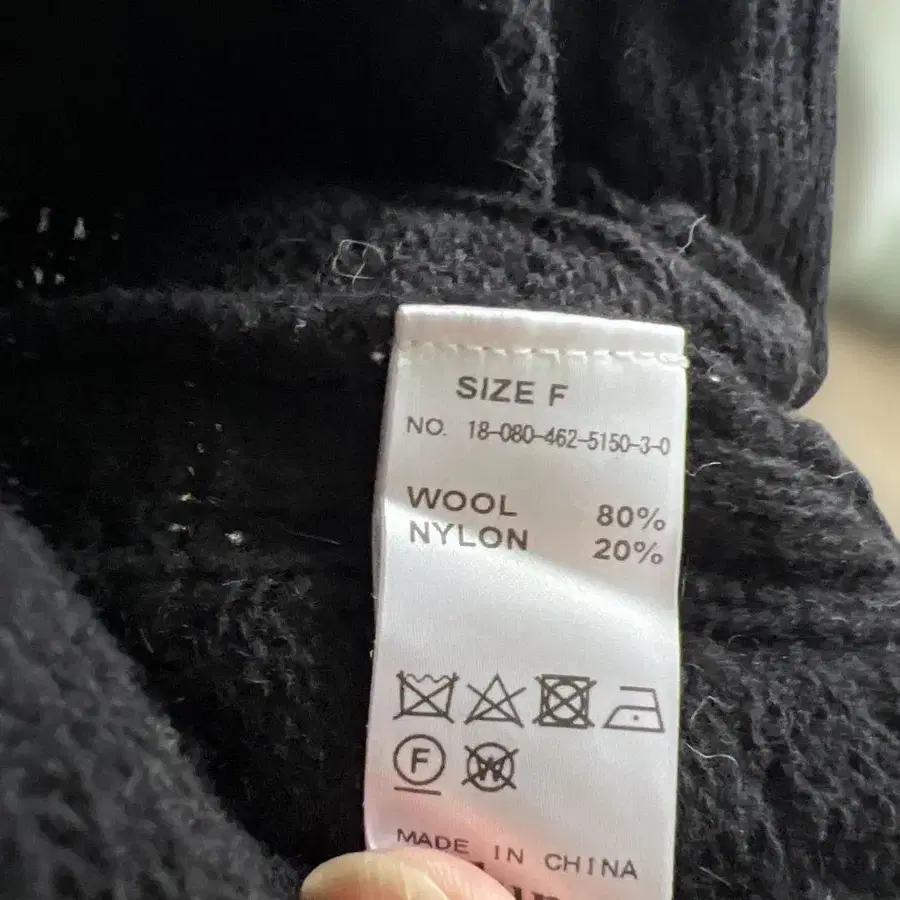 SIZE F
NO. 18-080-462-5150-3-0
WOOL 80%
NYLON 20%
F
W
MADE IN CHINA